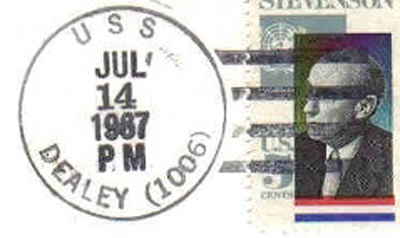 USS
JUL
14
1967
PM
DEALEY (1006)
STEVENSON
U.S.
5
CENTS